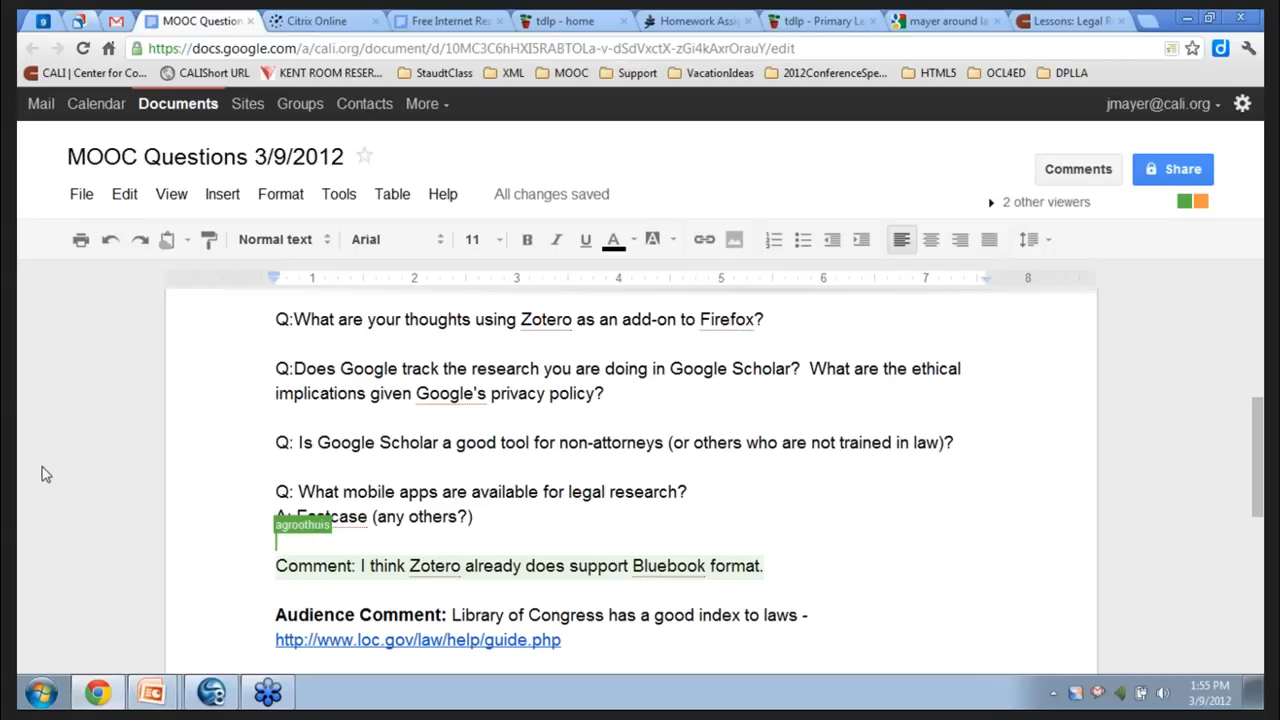 9
MOOC Question
Citrix Online
Free Internet Re
tdlp - home
Homework Assi
tdlp - Primary Le
mayer around la
Lessons: Legal R
https://docs.google.com/a/cali.org/document/d/10MC3C6hHXI5RABTOLa-v-dSdVxctX-zGi4kAxrOrauY/edit
CALI | Center for Co...
CALIShort URL
KENT ROOM RESER...
StaudtClass
XML
MOOC
Support
VacationIdeas
2012ConferenceSpe...
HTML5
OCL4ED
DPLLA
Mail Calendar Documents Sites Groups Contacts More
jmayer@cali.org
MOOC Questions 3/9/2012
Comments
Share
File Edit View Insert Format Tools Table Help All changes saved
2 other viewers
Normal text Arial 11 B I U A A
1 2 3 4 5 6 7 8
Q:What are your thoughts using Zotero as an add-on to Firefox?
Q:Does Google track the research you are doing in Google Scholar? What are the ethical
implications given Google's privacy policy?
Q: Is Google Scholar a good tool for non-attorneys (or others who are not trained in law)?
Q: What mobile apps are available for legal research?
A: Fastcase (any others?)
agroothuis
Comment: I think Zotero already does support Bluebook format.
Audience Comment: Library of Congress has a good index to laws -
http://www.loc.gov/law/help/guide.php
1:55 PM
3/9/2012